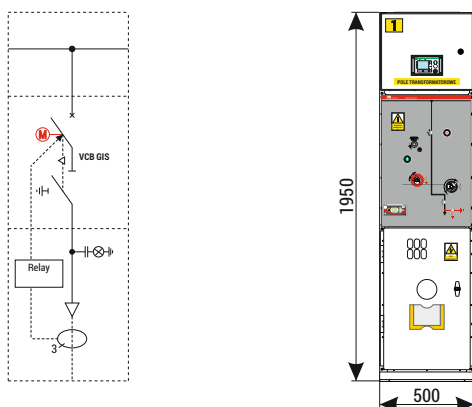 M
VCB GIS
Relay
3
1
POLE TRANSFORMATOROWE
1950
500